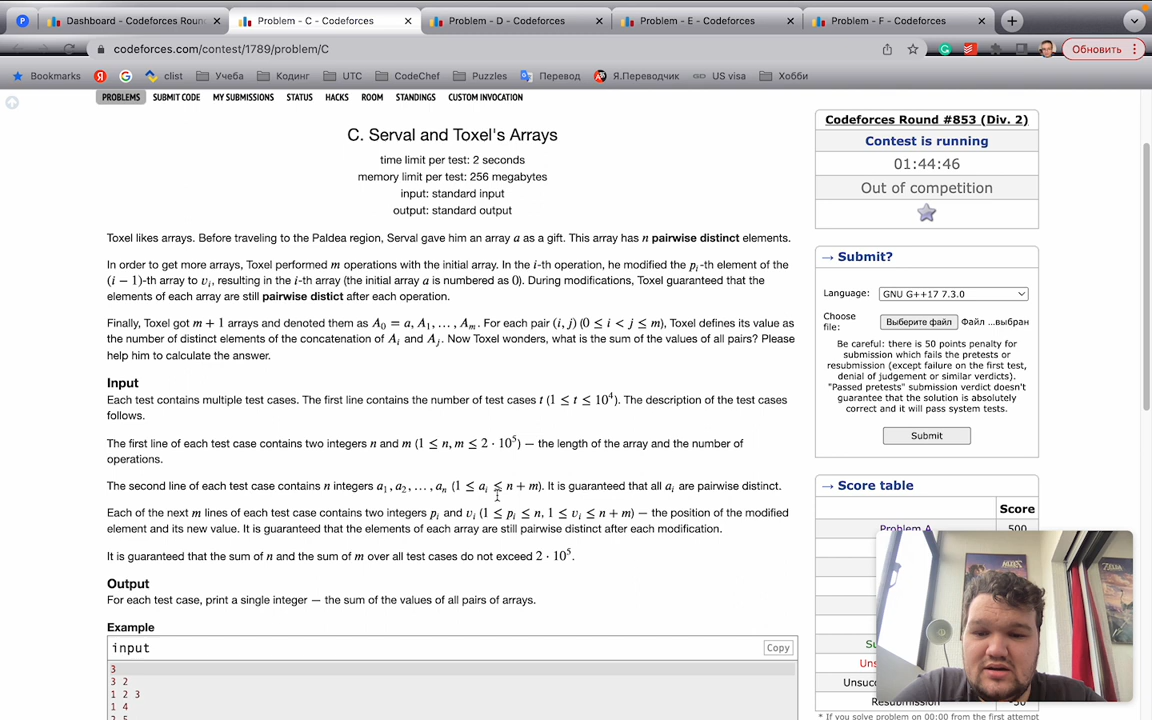 Dashboard - Codeforces Roun
Problem - C - Codeforces
Problem - D - Codeforces
Problem - E - Codeforces
Problem - F - Codeforces
codeforces.com/contest/1789/problem/C
Обновить
Bookmarks
clist
Учеба
Кодинг
UTC
CodeChef
Puzzles
Перевод
Я.Переводчик
US visa
Хобби
PROBLEMS SUBMIT CODE MY SUBMISSIONS STATUS HACKS ROOM STANDINGS CUSTOM INVOCATION
C. Serval and Toxel's Arrays
time limit per test: 2 seconds
memory limit per test: 256 megabytes
input: standard input
output: standard output
Toxel likes arrays. Before traveling to the Paldea region, Serval gave him an array a as a gift. This array has n pairwise distinct elements.
In order to get more arrays, Toxel performed m operations with the initial array. In the i-th operation, he modified the p_i-th element of the
(i − 1)-th array to v_i, resulting in the i-th array (the initial array a is numbered as 0). During modifications, Toxel guaranteed that the
elements of each array are still pairwise distict after each operation.
Finally, Toxel got m + 1 arrays and denoted them as A_0 = a, A_1, …, A_m. For each pair (i, j) (0 ≤ i < j ≤ m), Toxel defines its value as
the number of distinct elements of the concatenation of A_i and A_j. Now Toxel wonders, what is the sum of the values of all pairs? Please
help him to calculate the answer.
Input
Each test contains multiple test cases. The first line contains the number of test cases t (1 ≤ t ≤ 10^4). The description of the test cases
follows.
The first line of each test case contains two integers n and m (1 ≤ n, m ≤ 2 · 10^5) — the length of the array and the number of
operations.
The second line of each test case contains n integers a_1, a_2, …, a_n (1 ≤ a_i ≤ n + m). It is guaranteed that all a_i are pairwise distinct.
Each of the next m lines of each test case contains two integers p_i and v_i (1 ≤ p_i ≤ n, 1 ≤ v_i ≤ n + m) — the position of the modified
element and its new value. It is guaranteed that the elements of each array are still pairwise distinct after each modification.
It is guaranteed that the sum of n and the sum of m over all test cases do not exceed 2 · 10^5.
Output
For each test case, print a single integer — the sum of the values of all pairs of arrays.
Example
input
Copy
3
3 2
1 2 3
1 4
2 5
Codeforces Round #853 (Div. 2)
Contest is running
01:44:46
Out of competition
→ Submit?
Language: GNU G++17 7.3.0
Choose
file:
Выберите файл
Файл …выбран
Be careful: there is 50 points penalty for
submission which fails the pretests or
resubmission (except failure on the first test,
denial of judgement or similar verdicts).
"Passed pretests" submission verdict doesn't
guarantee that the solution is absolutely
correct and it will pass system tests.
Submit
→ Score table
Score
Problem A 500
Resubmission -50
* If you solve problem on 00:00 from the first attempt